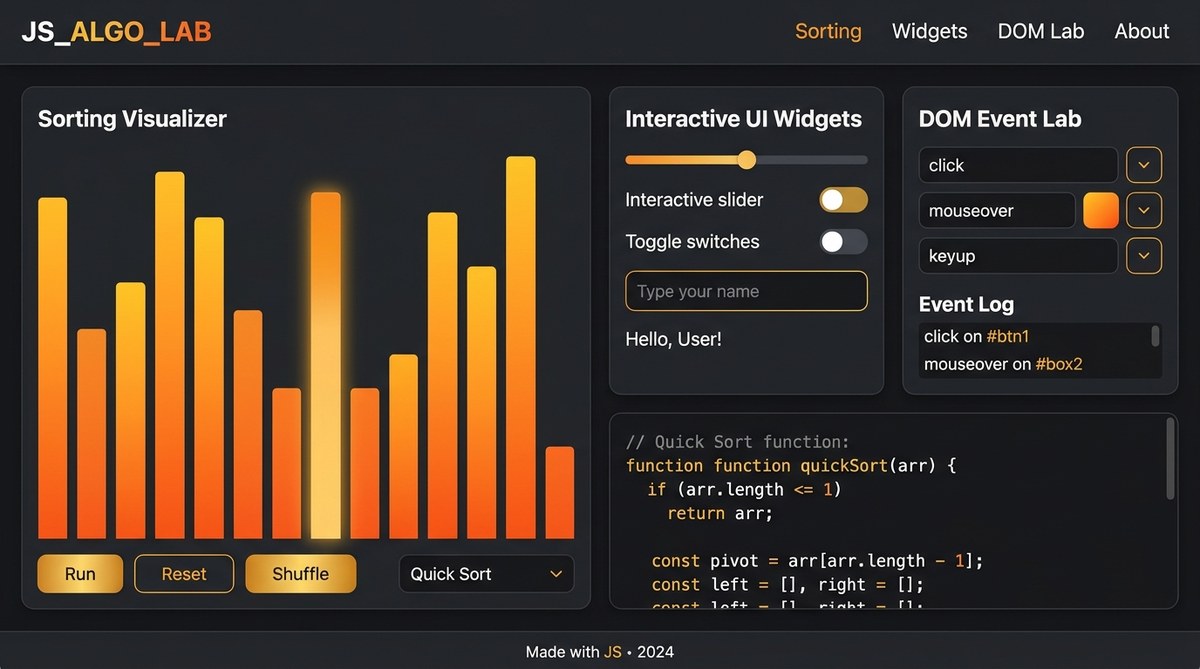 JS_ALGO_LAB
Sorting
Widgets
DOM Lab
About
Sorting Visualizer
Run
Reset
Shuffle
Quick Sort
Interactive UI Widgets
Interactive slider
Toggle switches
Type your name
Hello, User!
DOM Event Lab
click
mouseover
keyup
Event Log
click on #btn1
mouseover on #box2
// Quick Sort function:
function function quickSort(arr) {
if (arr.length <= 1)
return arr;
const pivot = arr[arr.length - 1];
const left = [], right = [];
const left = [], right = [];
Made with JS • 2024